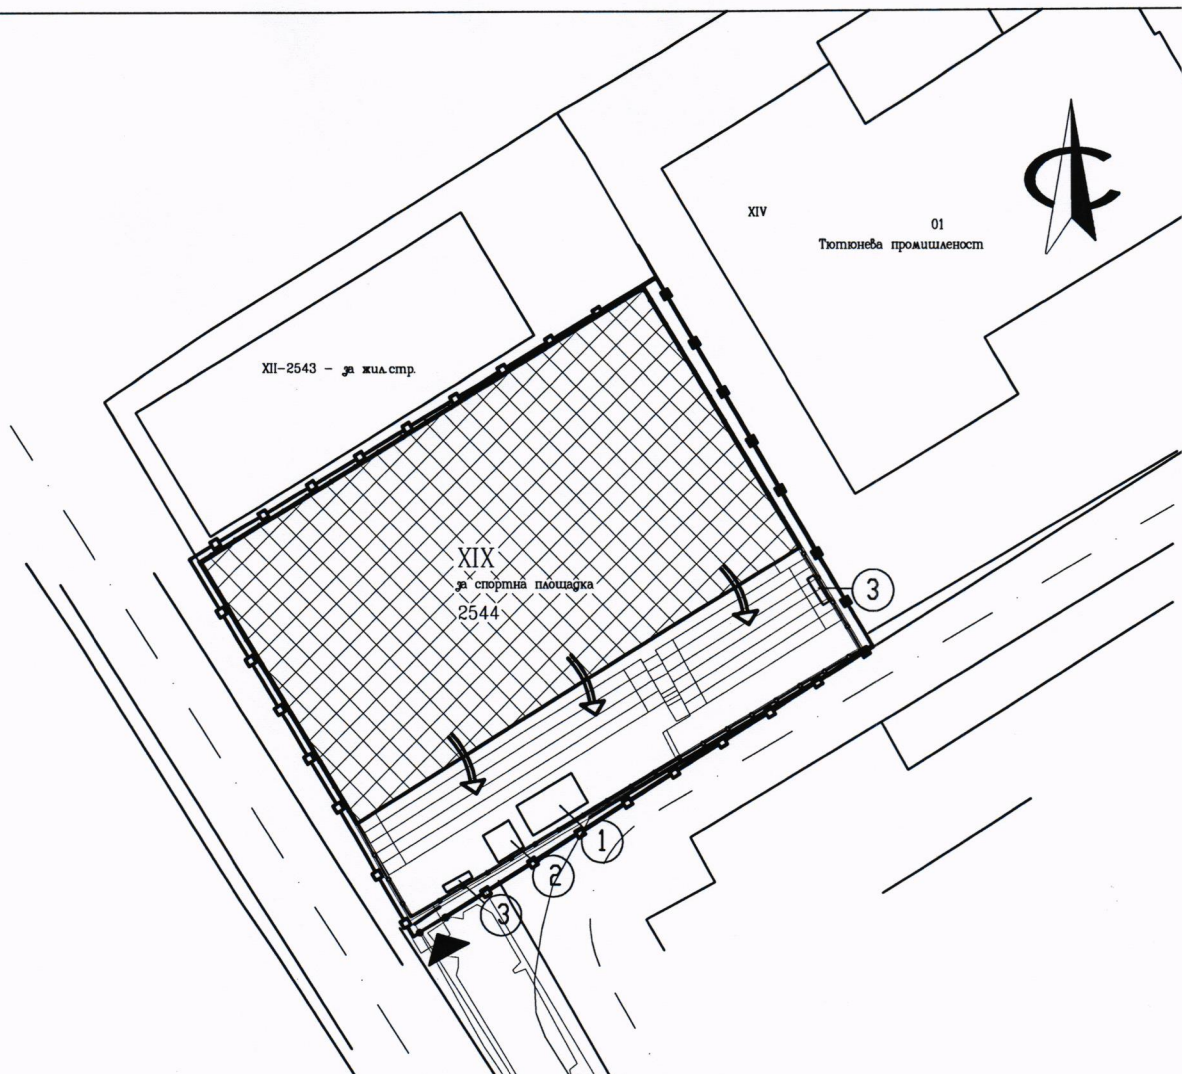 XIV
01
Тютюнева промишленост
С
XII-2543 - за жил.стр.
XIX
за спортна площадка
2544
3
1
2
3